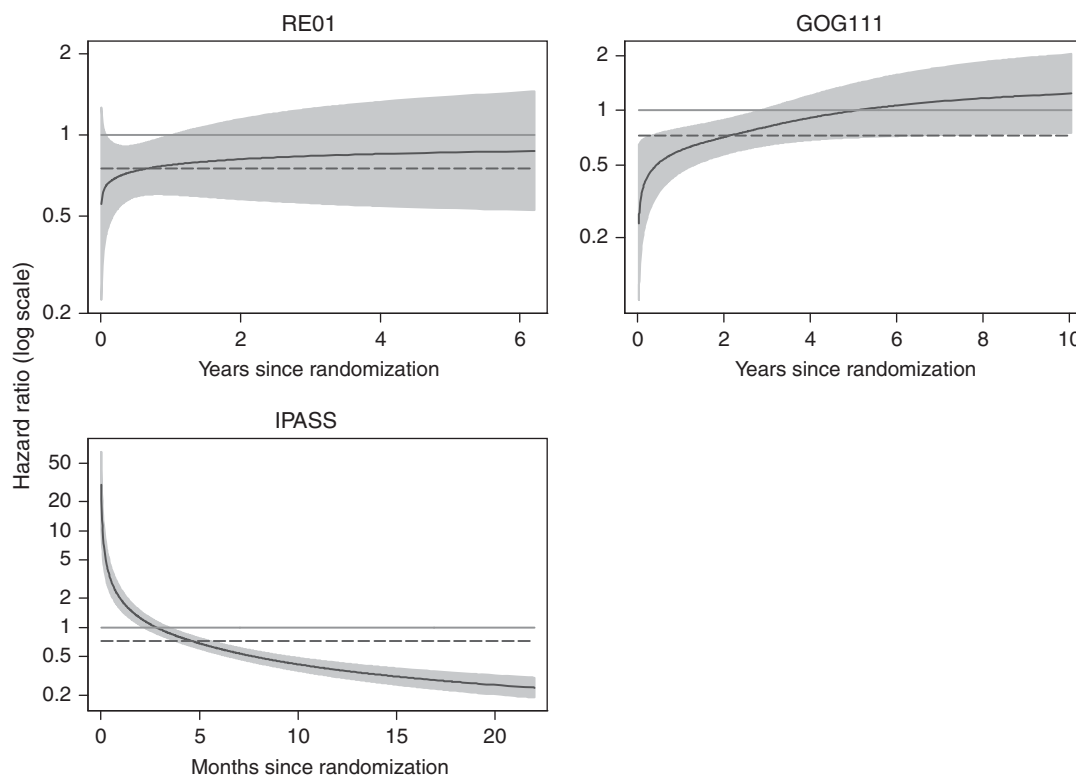 RE01
2
1
0.5
0.2
0 2 4 6
Years since randomization
GOG111
2
1
0.5
0.2
0 2 4 6 8 10
Years since randomization
Hazard ratio (log scale)
IPASS
50
20
10
5
2
1
0.5
0.2
0 5 10 15 20
Months since randomization